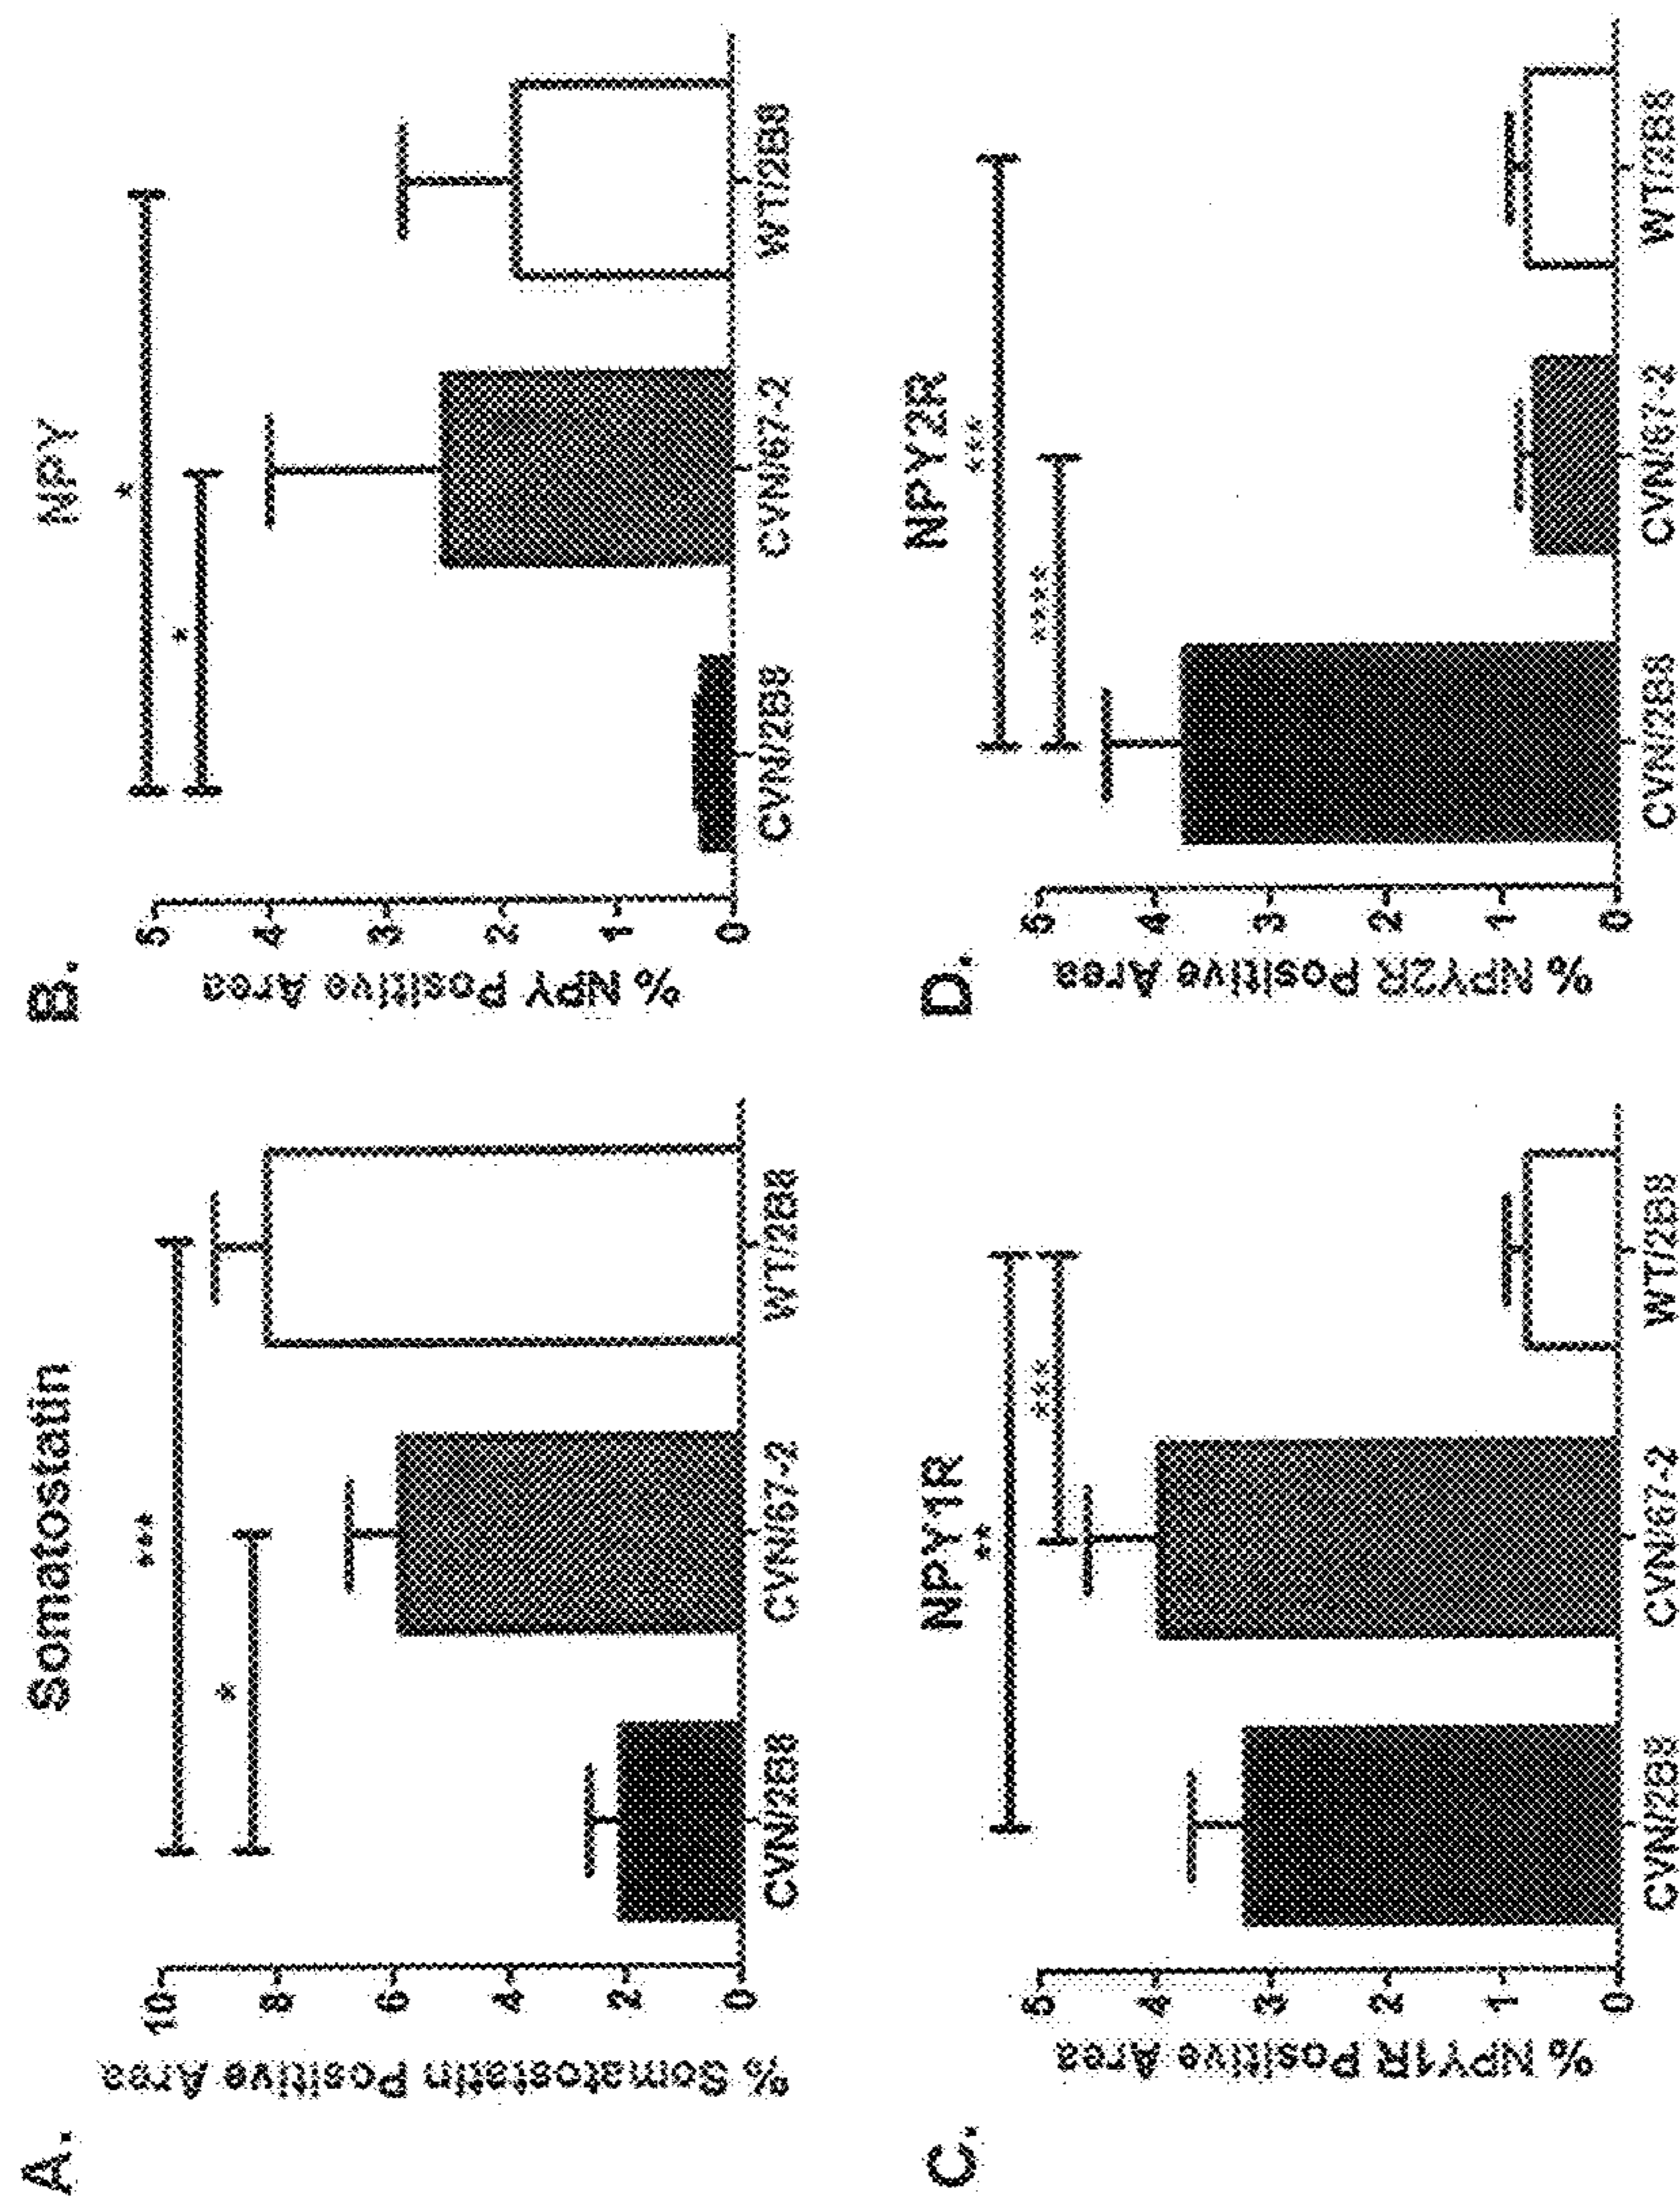 A.
Somatostatin
% Somatostatin Positive Area
10
8
6
4
2
0
***
*
CVN/2B8
CVN/67-2
WT/2B8
B.
NPY
% NPY Positive Area
5
4
3
2
1
0
*
*
CVN/2B8
CVN/67-2
WT/2B8
C.
NPY1R
% NPY1R Positive Area
5
4
3
2
1
0
**
***
CVN/2B8
CVN/67-2
WT/2B8
D.
NPY2R
% NPY2R Positive Area
5
4
3
2
1
0
***
****
CVN/2B8
CVN/67-2
WT/2B8